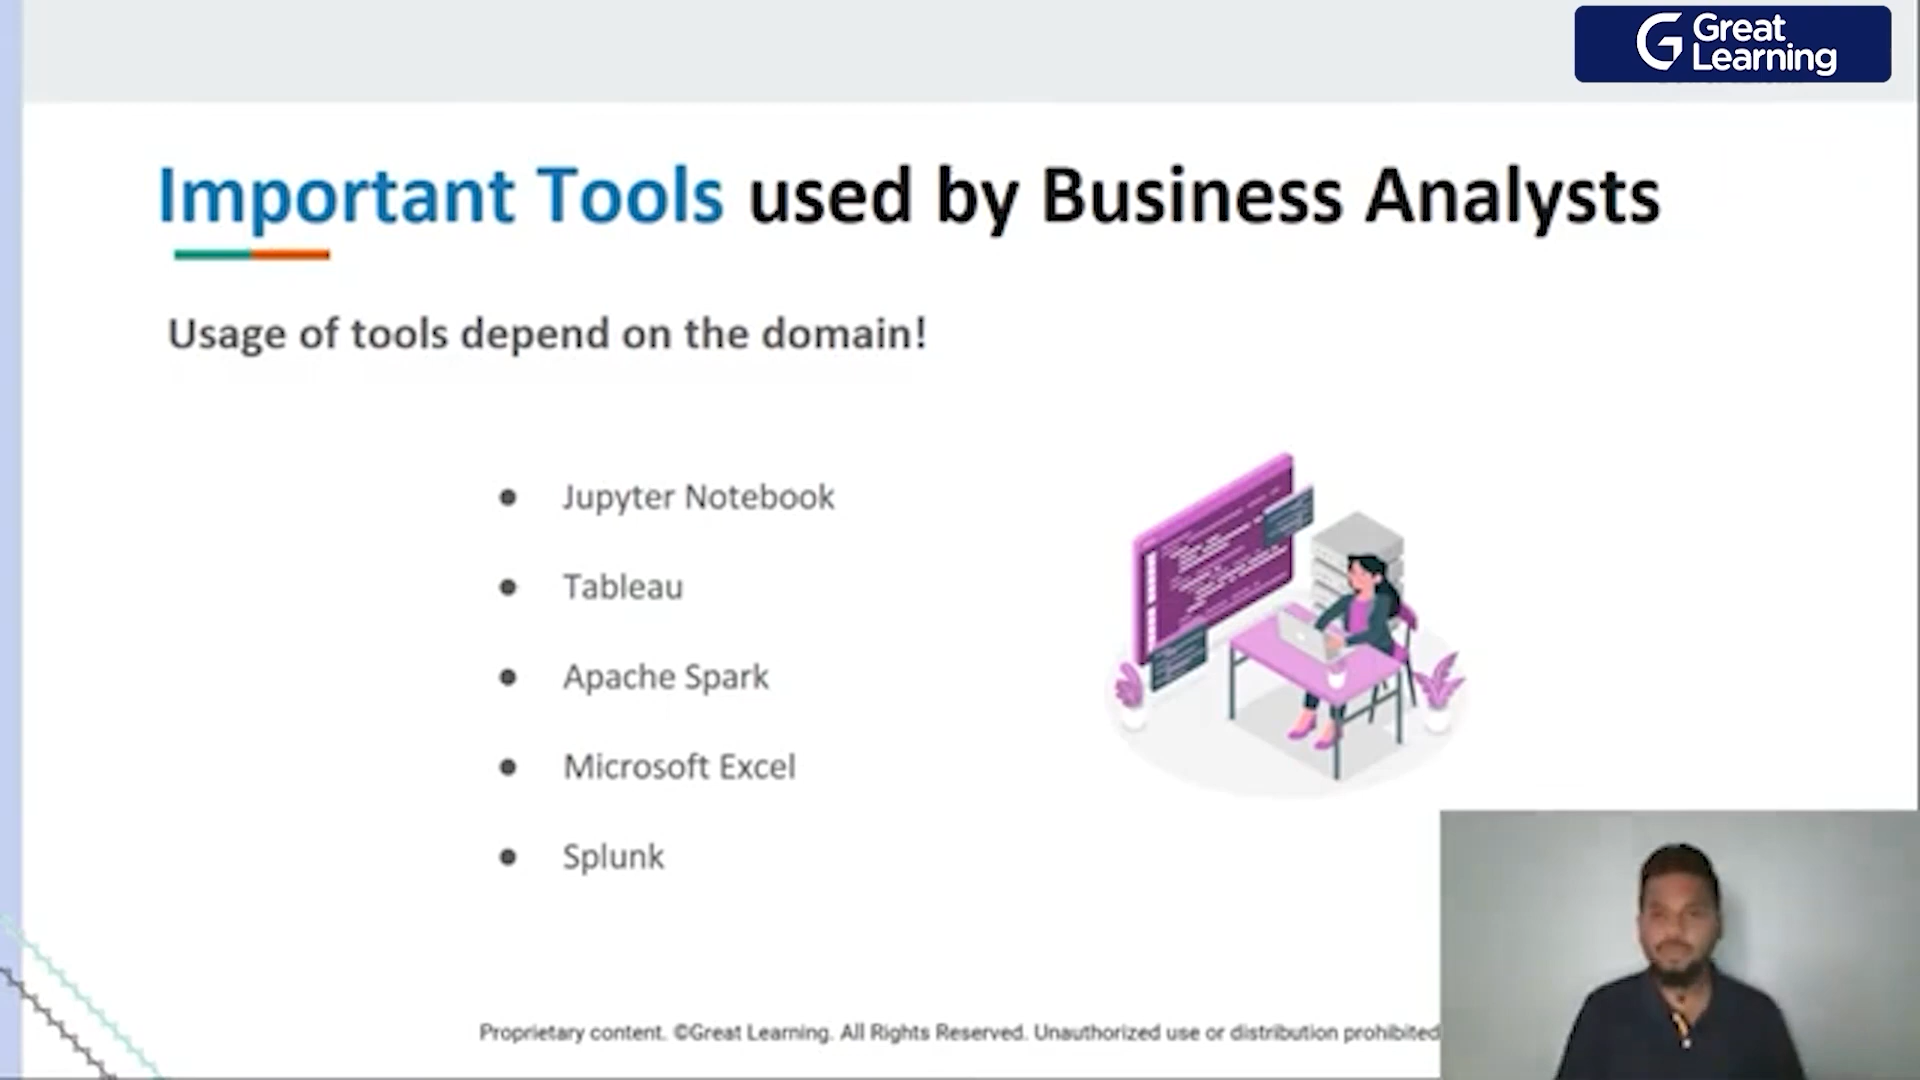 Great
Learning
Important Tools used by Business Analysts
Usage of tools depend on the domain!
● Jupyter Notebook
● Tableau
● Apache Spark
● Microsoft Excel
● Splunk
Proprietary content. ©Great Learning. All Rights Reserved. Unauthorized use or distribution prohibited